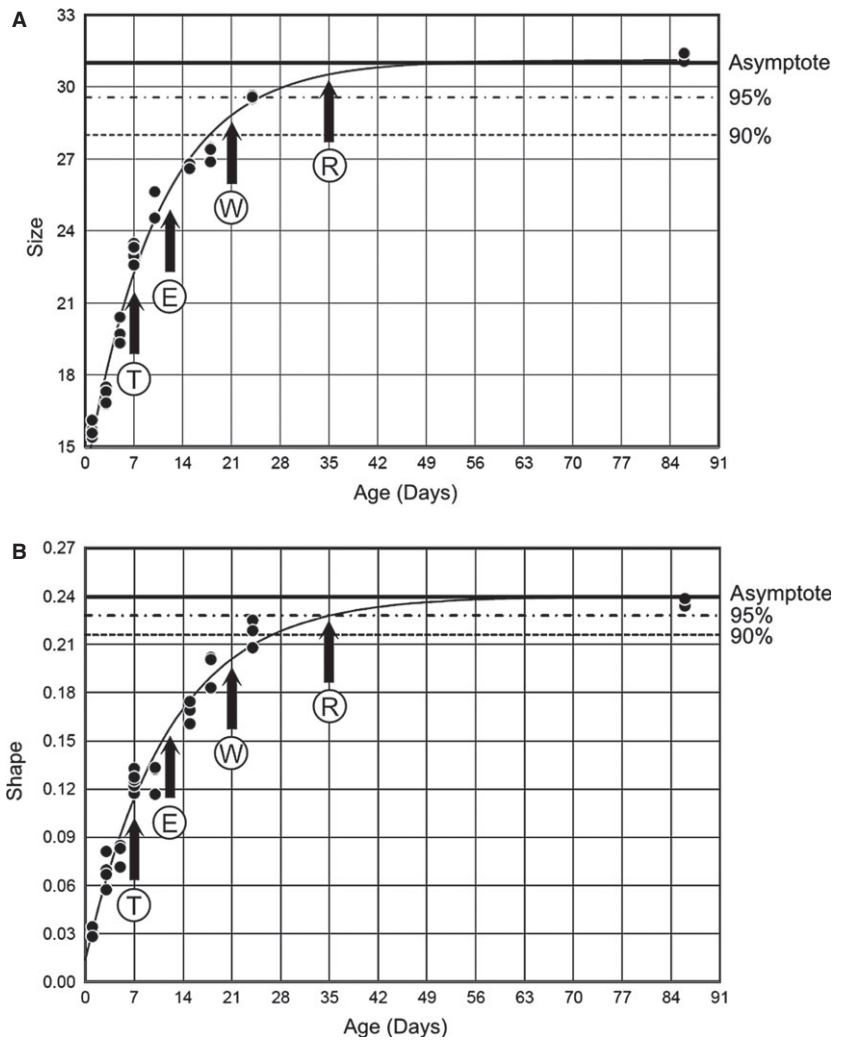 A
33
30
27
24
21
18
15
Size
Asymptote
95%
90%
T
E
W
R
0 7 14 21 28 35 42 49 56 63 70 77 84 91
Age (Days)
B
0.27
0.24
0.21
0.18
0.15
0.12
0.09
0.06
0.03
0.00
Shape
Asymptote
95%
90%
T
E
W
R
0 7 14 21 28 35 42 49 56 63 70 77 84 91
Age (Days)